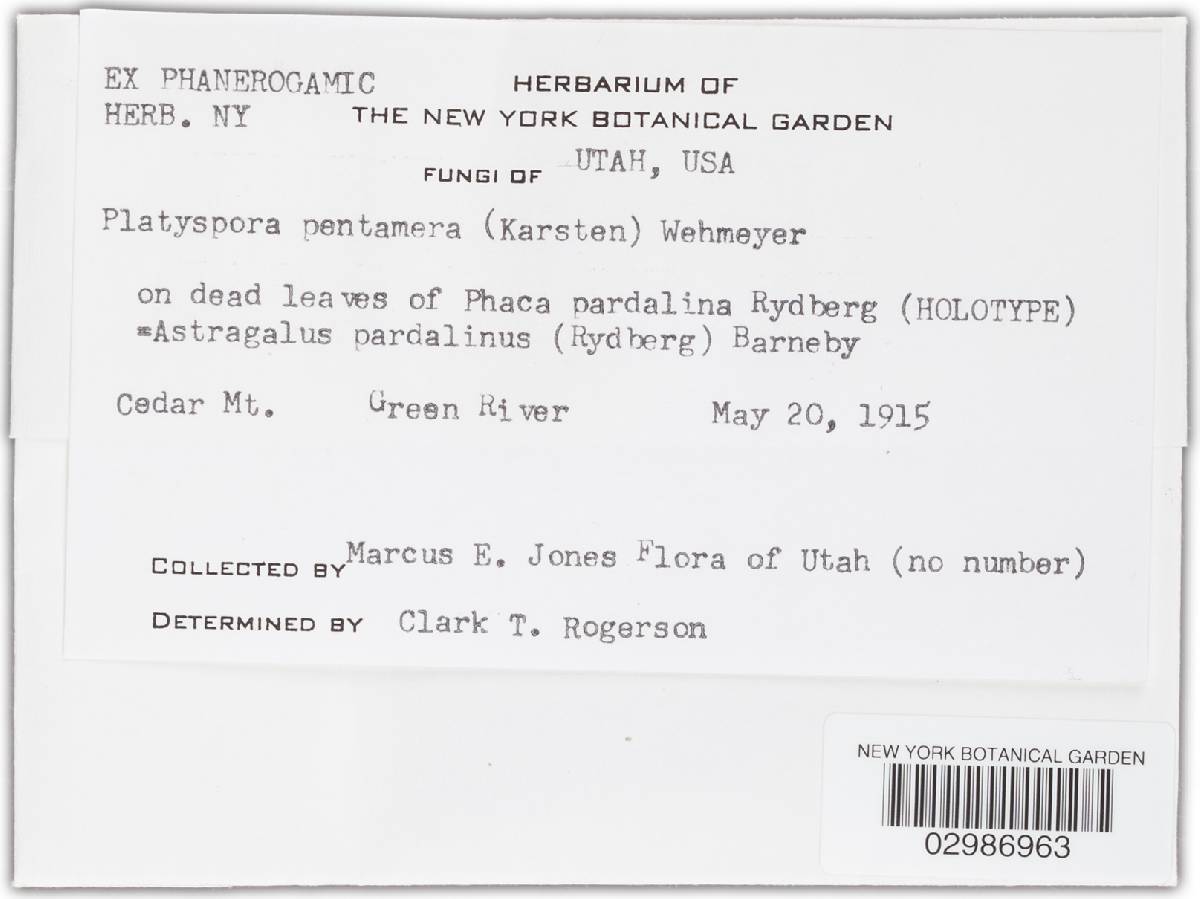 EX PHANEROGAMIC HERBARIUM OF
HERB. NY THE NEW YORK BOTANICAL GARDEN
FUNGI OF UTAH, USA
Platyspora pentamera (Karsten) Wehmeyer
on dead leaves of Phaca pardalina Rydberg (HOLOTYPE)
=Astragalus pardalinus (Rydberg) Barneby
Cedar Mt. Green River May 20, 1915
COLLECTED BY Marcus E. Jones Flora of Utah (no number)
DETERMINED BY Clark T. Rogerson
NEW YORK BOTANICAL GARDEN
02986963